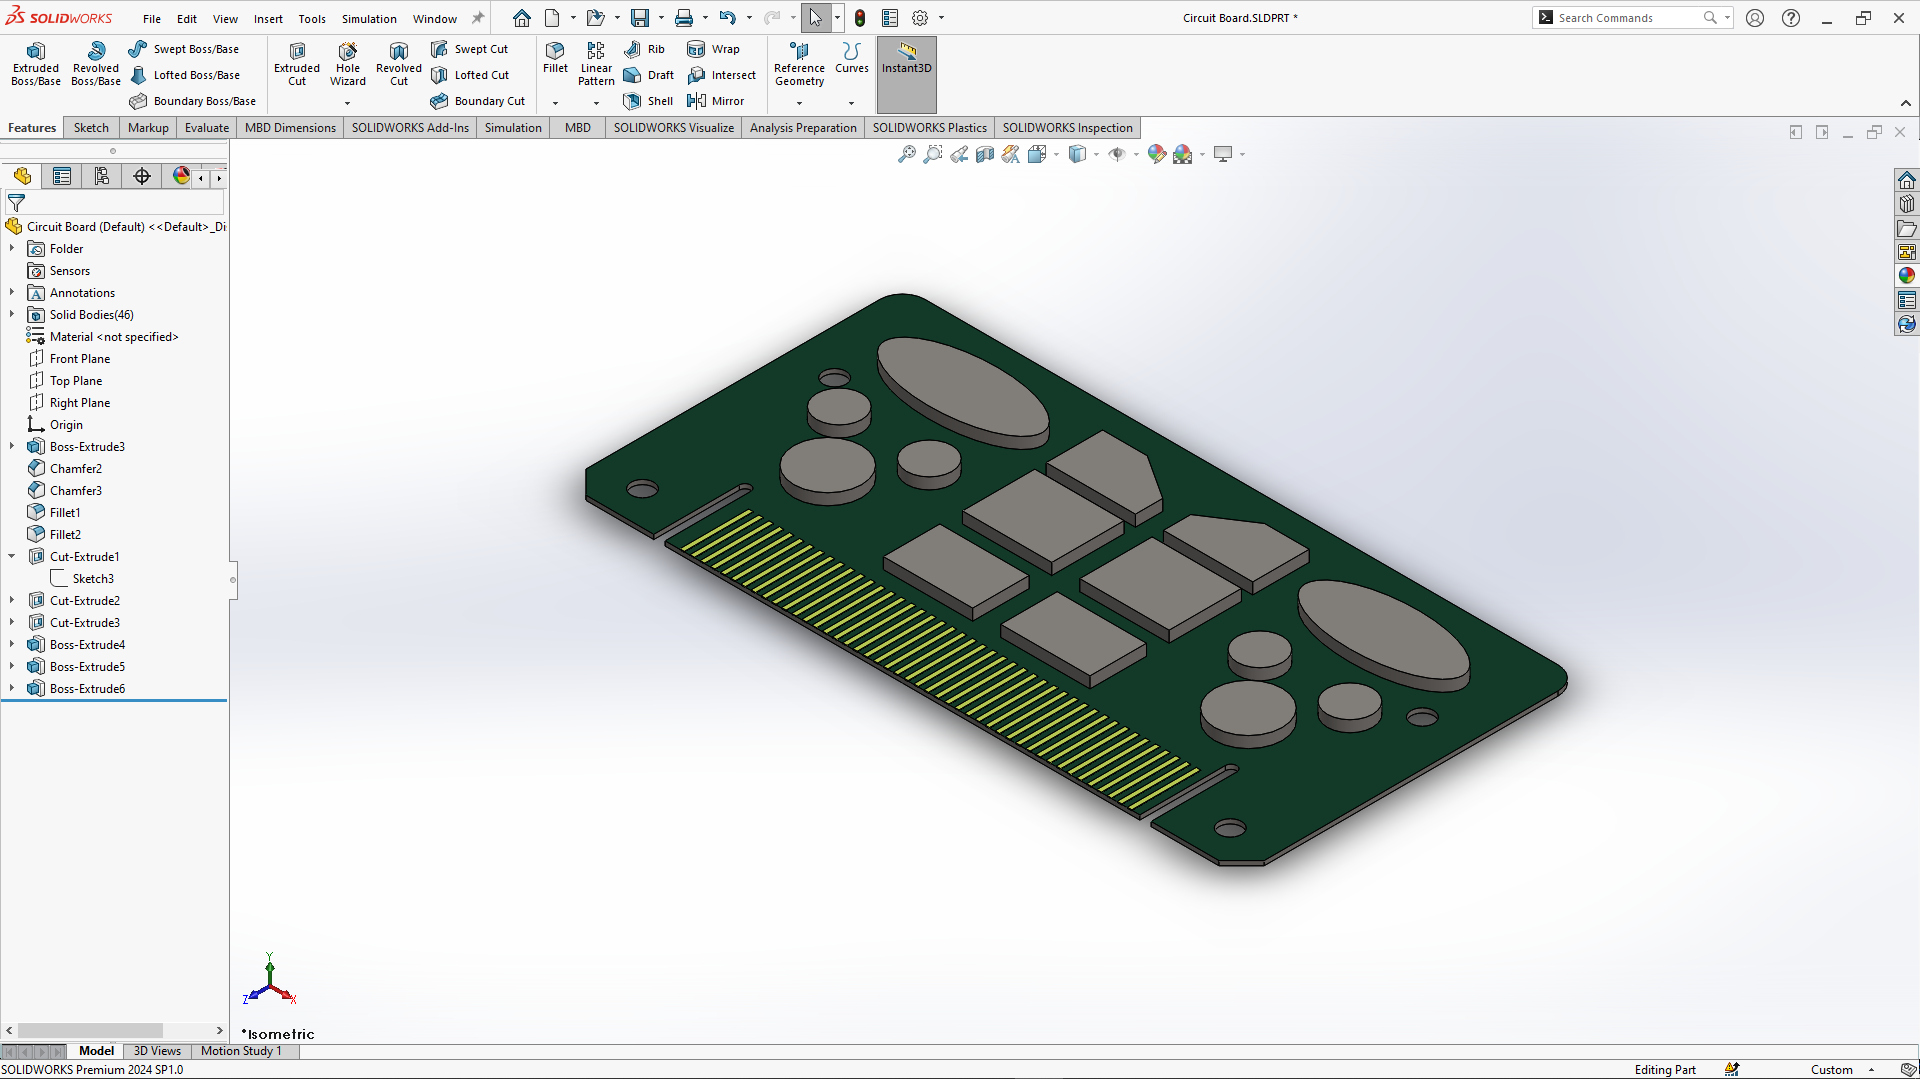 SOLIDWORKS
File Edit View Insert Tools Simulation Window
Circuit Board.SLDPRT *
Search Commands
Extruded Boss/Base
Revolved Boss/Base
Swept Boss/Base
Lofted Boss/Base
Boundary Boss/Base
Extruded Cut
Hole Wizard
Revolved Cut
Swept Cut
Lofted Cut
Boundary Cut
Fillet
Linear Pattern
Rib
Draft
Shell
Wrap
Intersect
Mirror
Reference Geometry
Curves
Instant3D
Features Sketch Markup Evaluate MBD Dimensions SOLIDWORKS Add-Ins Simulation MBD SOLIDWORKS Visualize Analysis Preparation SOLIDWORKS Plastics SOLIDWORKS Inspection
Circuit Board (Default) <<Default>_Di
Folder
Sensors
Annotations
Solid Bodies(46)
Material <not specified>
Front Plane
Top Plane
Right Plane
Origin
Boss-Extrude3
Chamfer2
Chamfer3
Fillet1
Fillet2
Cut-Extrude1
Sketch3
Cut-Extrude2
Cut-Extrude3
Boss-Extrude4
Boss-Extrude5
Boss-Extrude6
Y
Z
X
*Isometric
Model 3D Views Motion Study 1
SOLIDWORKS Premium 2024 SP1.0
Editing Part
Custom